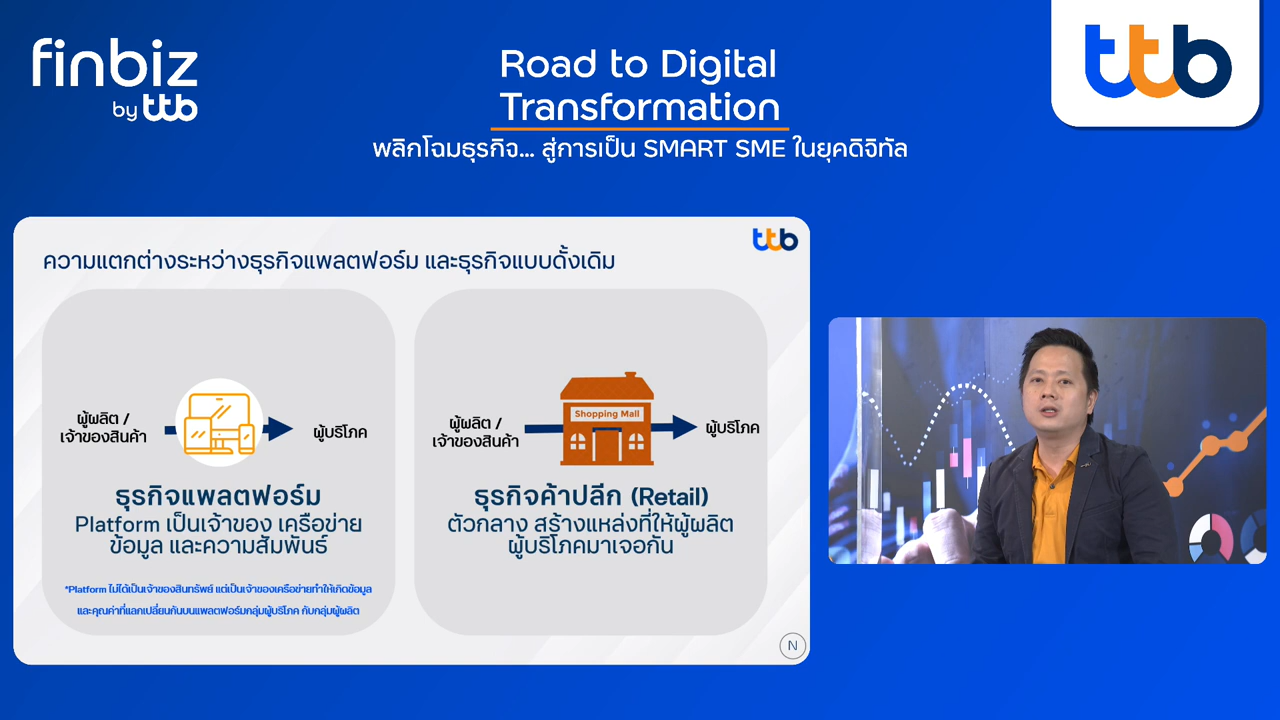 finbiz
by ttb
Road to Digital
Transformation
พลิกโฉมธุรกิจ... สู่การเป็น SMART SME ในยุคดิจิทัล
ttb
ttb
ความแตกต่างระหว่างธุรกิจแพลตฟอร์ม และธุรกิจแบบดั้งเดิม
ผู้ผลิต /
เจ้าของสินค้า
ผู้บริโภค
ธุรกิจแพลตฟอร์ม
Platform เป็นเจ้าของ เครือข่าย
ข้อมูล และความสัมพันธ์
*Platform ไม่ได้เป็นเจ้าของสินทรัพย์ แต่เป็นเจ้าของเครือข่ายทำให้เกิดข้อมูล
และคุณค่าที่แลกเปลี่ยนกันบนแพลตฟอร์มกลุ่มผู้บริโภค กับกลุ่มผู้ผลิต
ผู้ผลิต /
เจ้าของสินค้า
Shopping Mall
ผู้บริโภค
ธุรกิจค้าปลีก (Retail)
ตัวกลาง สร้างแหล่งที่ให้ผู้ผลิต
ผู้บริโภคมาเจอกัน
N